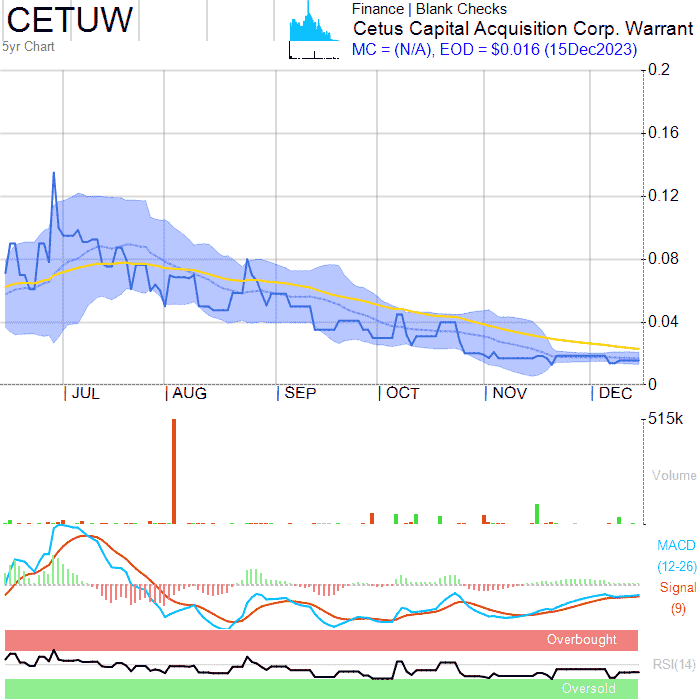 CETUW
5yr Chart
Finance | Blank Checks
Cetus Capital Acquisition Corp. Warrant
MC = (N/A), EOD = $0.016 (15Dec2023)
0.2
0.16
0.12
0.08
0.04
0
JUL AUG SEP OCT NOV DEC
515k
Volume
MACD
(12-26)
Signal
(9)
Overbought
RSI(14)
Oversold